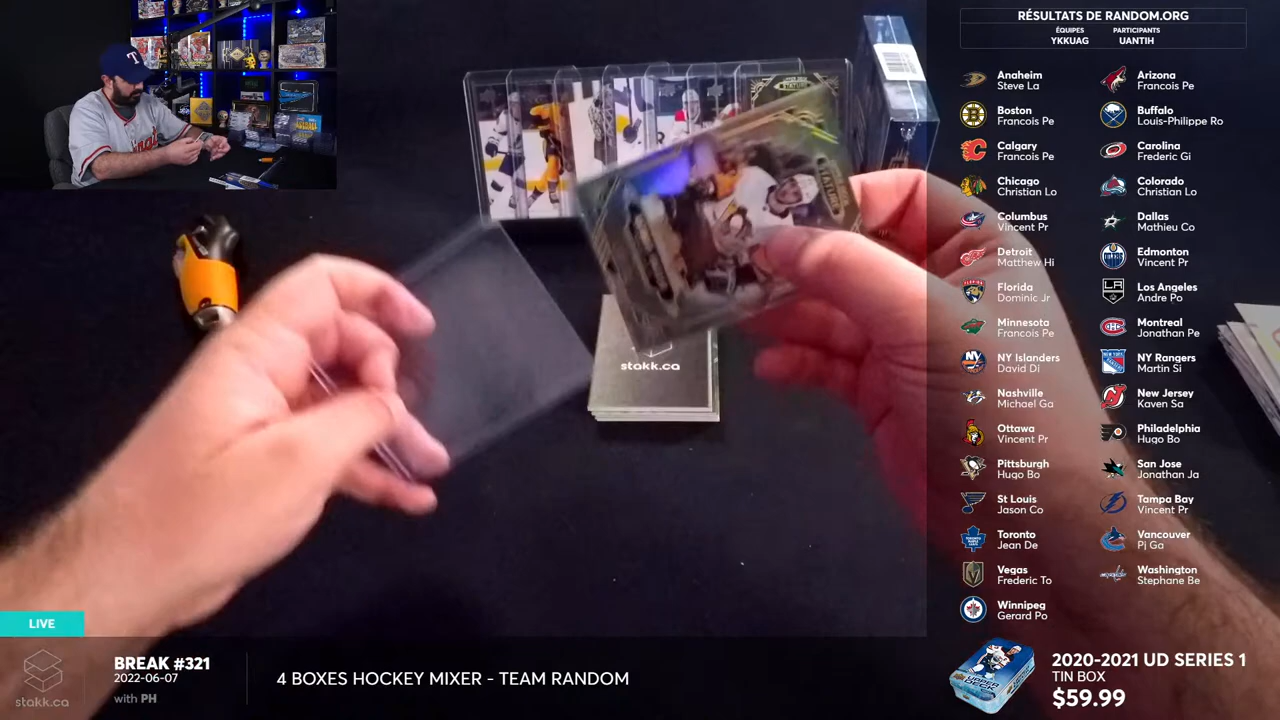 RÉSULTATS DE RANDOM.ORG
ÉQUIPES
YKKUAG
PARTICIPANTS
UANTIH
Anaheim
Steve La
Arizona
Francois Pe
Boston
Francois Pe
Buffalo
Louis-Philippe Ro
Calgary
Francois Pe
Carolina
Frederic Gi
Chicago
Christian Lo
Colorado
Christian Lo
Columbus
Vincent Pr
Dallas
Mathieu Co
Detroit
Matthew Hi
Edmonton
Vincent Pr
Florida
Dominic Jr
Los Angeles
Andre Po
Minnesota
Francois Pe
Montreal
Jonathan Pe
NY Islanders
David Di
NY Rangers
Martin Si
Nashville
Michael Ga
New Jersey
Kaven Sa
Ottawa
Vincent Pr
Philadelphia
Hugo Bo
Pittsburgh
Hugo Bo
San Jose
Jonathan Ja
St Louis
Jason Co
Tampa Bay
Vincent Pr
Toronto
Jean De
Vancouver
Pj Ga
Vegas
Frederic To
Washington
Stephane Be
Winnipeg
Gerard Po
stakk.ca
LIVE
stakk.ca
BREAK #321
2022-06-07
with PH
4 BOXES HOCKEY MIXER - TEAM RANDOM
2020-2021 UD SERIES 1
TIN BOX
$59.99